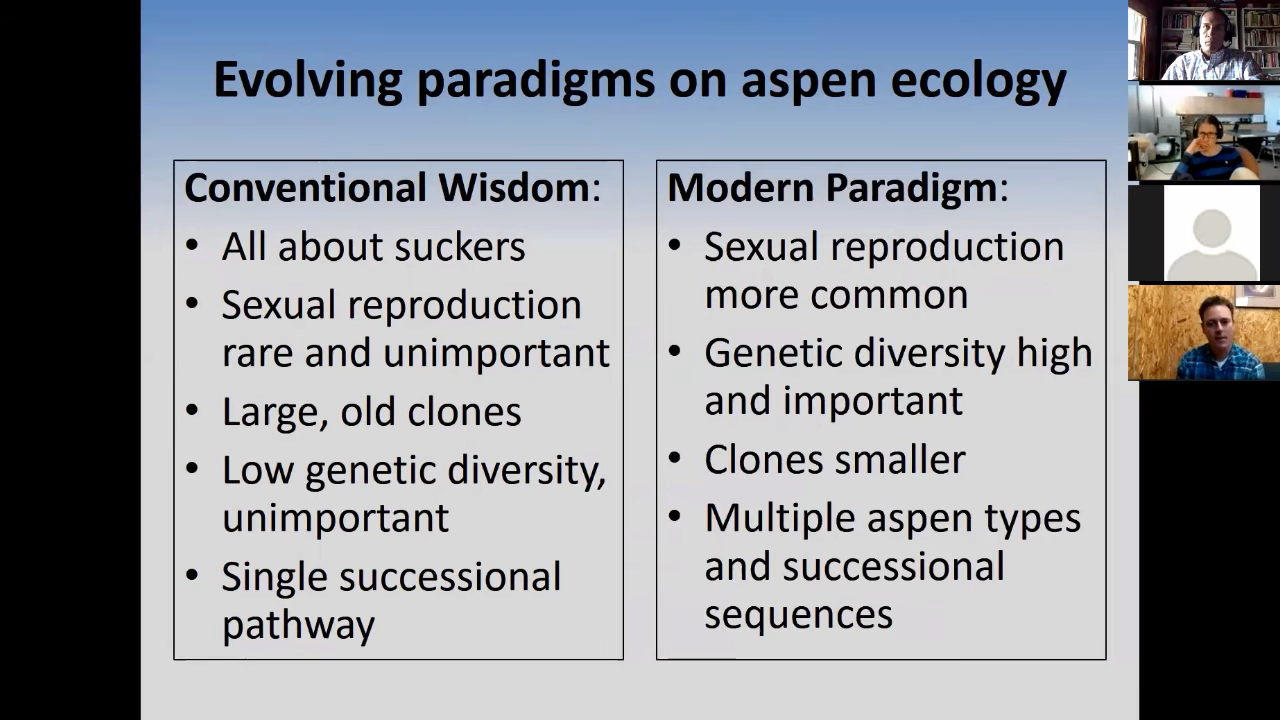 Evolving paradigms on aspen ecology
Conventional Wisdom:
• All about suckers
• Sexual reproduction
rare and unimportant
• Large, old clones
• Low genetic diversity,
unimportant
• Single successional
pathway
Modern Paradigm:
• Sexual reproduction
more common
• Genetic diversity high
and important
• Clones smaller
• Multiple aspen types
and successional
sequences